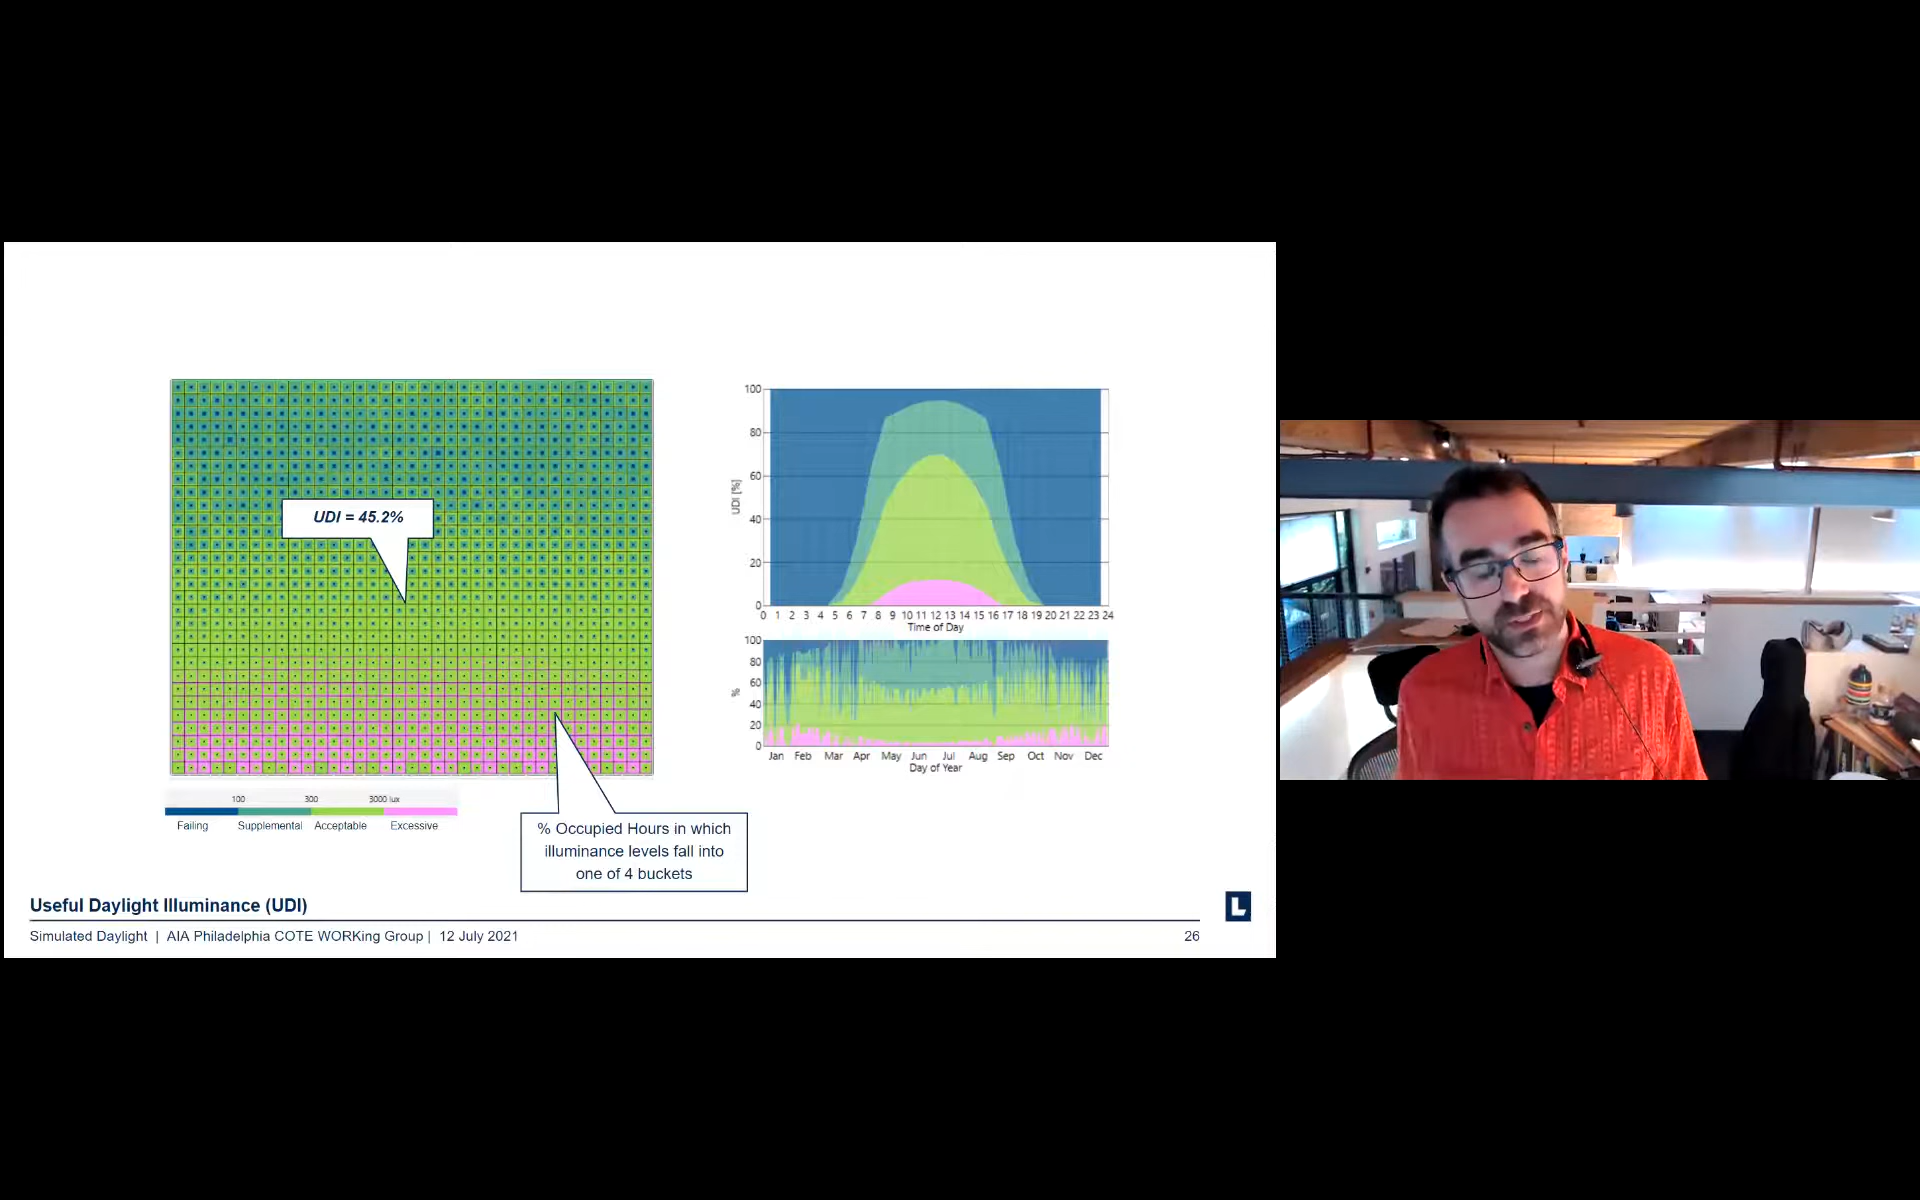 UDI = 45.2%
100 300 3000 lux
Failing Supplemental Acceptable Excessive
% Occupied Hours in which
illuminance levels fall into
one of 4 buckets
UDI [%]
100
80
60
40
20
0
0 1 2 3 4 5 6 7 8 9 10 11 12 13 14 15 16 17 18 19 20 21 22 23 24
Time of Day
%
100
80
60
40
20
0
Jan Feb Mar Apr May Jun Jul Aug Sep Oct Nov Dec
Day of Year
Useful Daylight Illuminance (UDI)
L
Simulated Daylight | AIA Philadelphia COTE WORKing Group | 12 July 2021
26